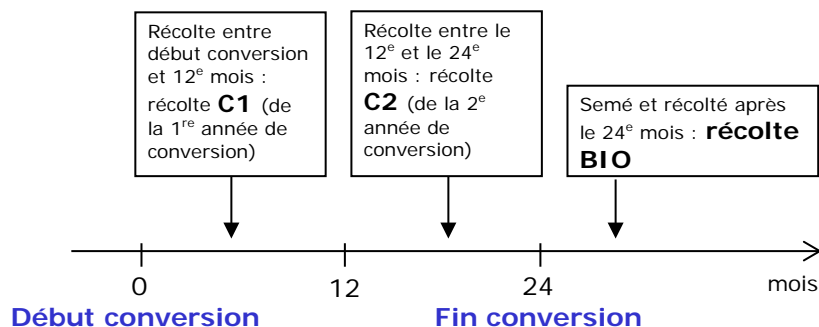 Récolte entre
début conversion
et 12e mois :
récolte C1 (de
la 1re année de
conversion)
Récolte entre le
12e et le 24e
mois : récolte
C2 (de la 2e
année de
conversion)
Semé et récolté après
le 24e mois : récolte
BIO
0
12
24
mois
Début conversion
Fin conversion